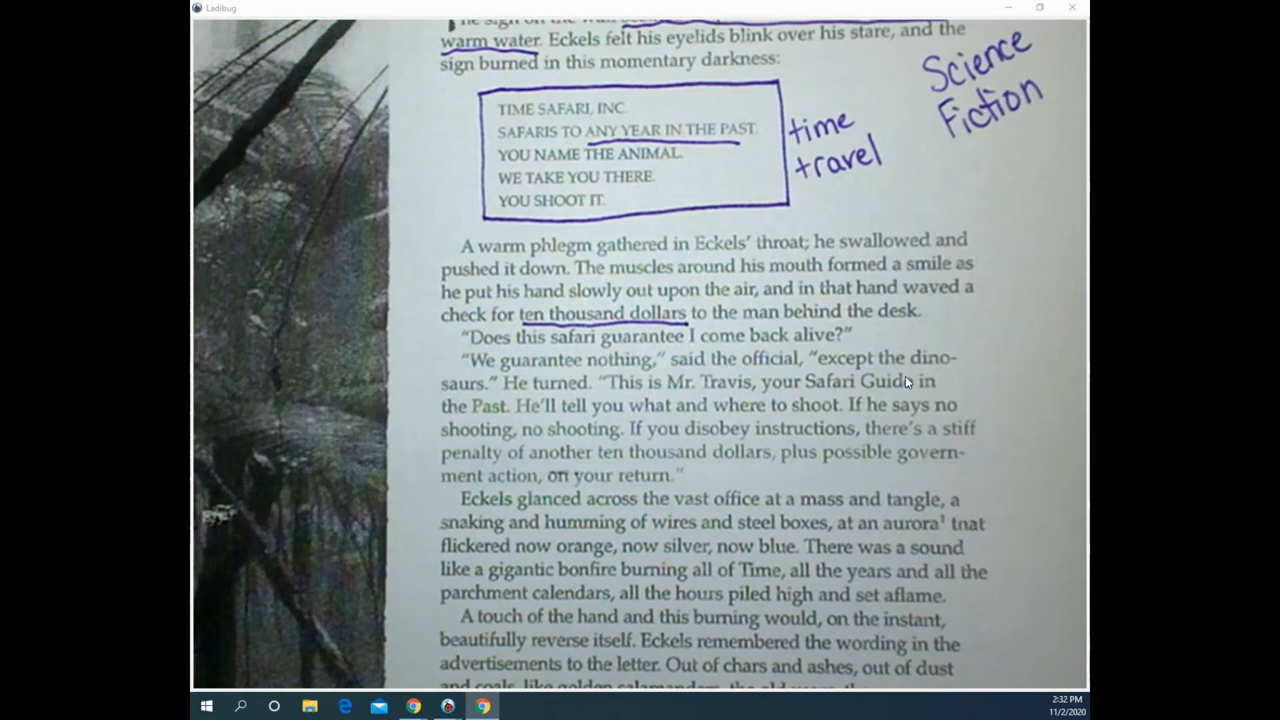 Ladibug
he sign on the
warm water. Eckels felt his eyelids blink over his stare, and the
sign burned in this momentary darkness:
Science
Fiction
TIME SAFARI, INC.
SAFARIS TO ANY YEAR IN THE PAST.
YOU NAME THE ANIMAL.
WE TAKE YOU THERE.
YOU SHOOT IT.
time
travel
A warm phlegm gathered in Eckels’ throat; he swallowed and
pushed it down. The muscles around his mouth formed a smile as
he put his hand slowly out upon the air, and in that hand waved a
check for ten thousand dollars to the man behind the desk.
“Does this safari guarantee I come back alive?”
“We guarantee nothing,” said the official, “except the dino-
saurs.” He turned. “This is Mr. Travis, your Safari Guide in
the Past. He’ll tell you what and where to shoot. If he says no
shooting, no shooting. If you disobey instructions, there’s a stiff
penalty of another ten thousand dollars, plus possible govern-
ment action, on your return.”
Eckels glanced across the vast office at a mass and tangle, a
snaking and humming of wires and steel boxes, at an aurora¹ that
flickered now orange, now silver, now blue. There was a sound
like a gigantic bonfire burning all of Time, all the years and all the
parchment calendars, all the hours piled high and set aflame.
A touch of the hand and this burning would, on the instant,
beautifully reverse itself. Eckels remembered the wording in the
advertisements to the letter. Out of chars and ashes, out of dust
and coals, like golden salamanders, the old years, the
2:32 PM
11/2/2020